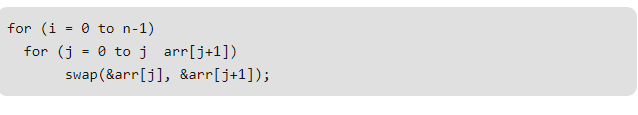 for (i = 0 to n-1)
for (j = 0 to j  arr[j+1])
swap(&arr[j], &arr[j+1]);